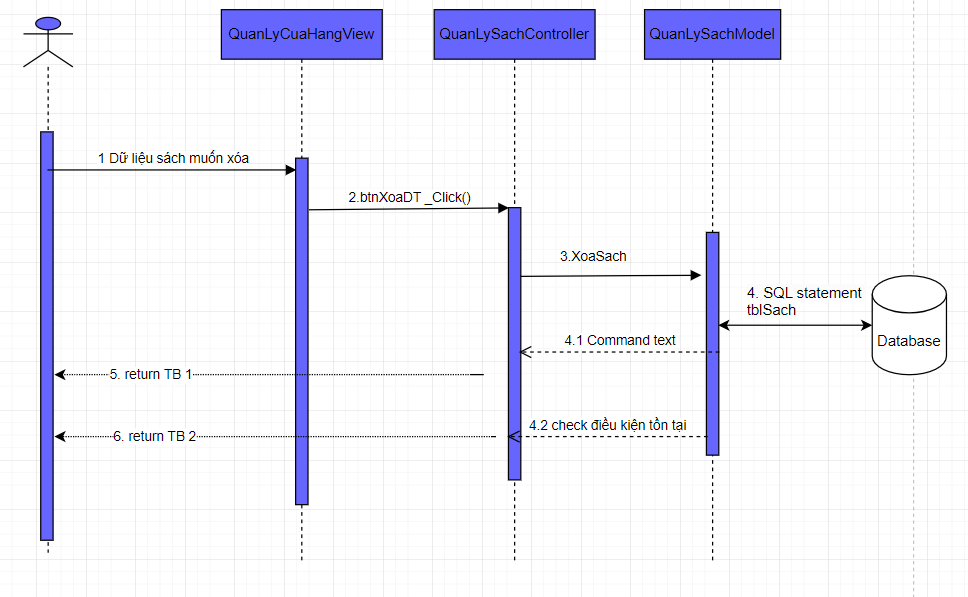 QuanLyCuaHangView
QuanLySachController
QuanLySachModel
1 Dữ liệu sách muốn xóa
2.btnXoaDT _Click()
3.XoaSach
4. SQL statement
tblSach
Database
4.1 Command text
5. return TB 1
4.2 check điều kiện tồn tại
6. return TB 2